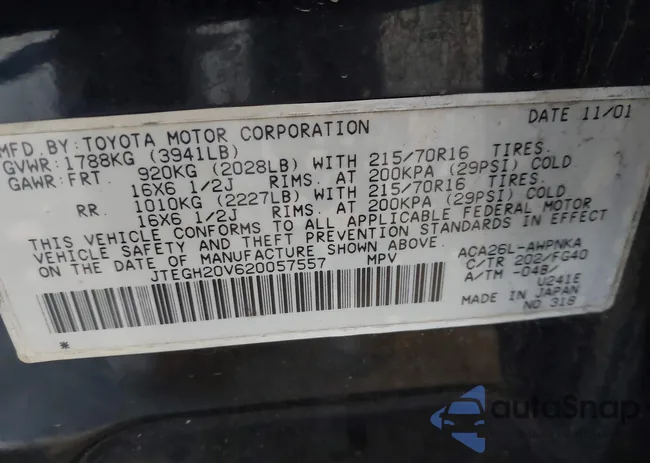 MFD.BY:TOYOTA MOTOR CORPORATION DATE 11/01
GVWR:1788KG (3941LB)
GAWR:FRT 920KG (2028LB) WITH 215/70R16 TIRES.
16X6 1/2J RIMS. AT 200KPA (29PSI) COLD
RR. 1010KG (2227LB) WITH 215/70R16 TIRES.
16X6 1/2J RIMS. AT 200KPA (29PSI) COLD
THIS VEHICLE CONFORMS TO ALL APPLICABLE FEDERAL MOTOR
VEHICLE SAFETY AND THEFT PREVENTION STANDARDS IN EFFECT
ON THE DATE OF MANUFACTURE SHOWN ABOVE.
JTEGH20V620057557 MPV
ACA26L-AWPNKA
C/TR 202/FG40
A/TM -04B/
U241E
MADE IN JAPAN
NO 318
*
autoSnap